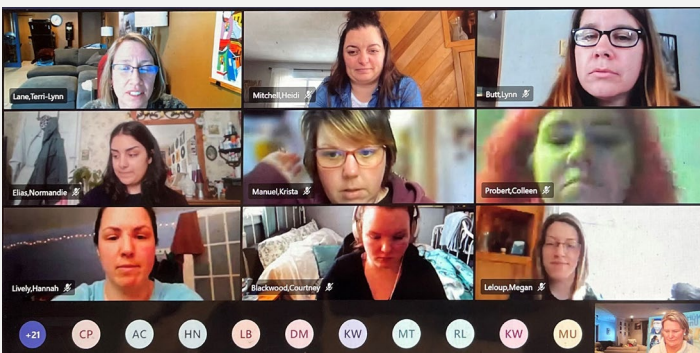 Lane,Terri-Lynn
Mitchell,Heidi
Butt,Lynn
Elias,Normandie
Manuel,Krista
Probert,Colleen
Lively,Hannah
Blackwood,Courtney
Leloup,Megan
+21
CP
AC
HN
LB
DM
KW
MT
RL
KW
MU